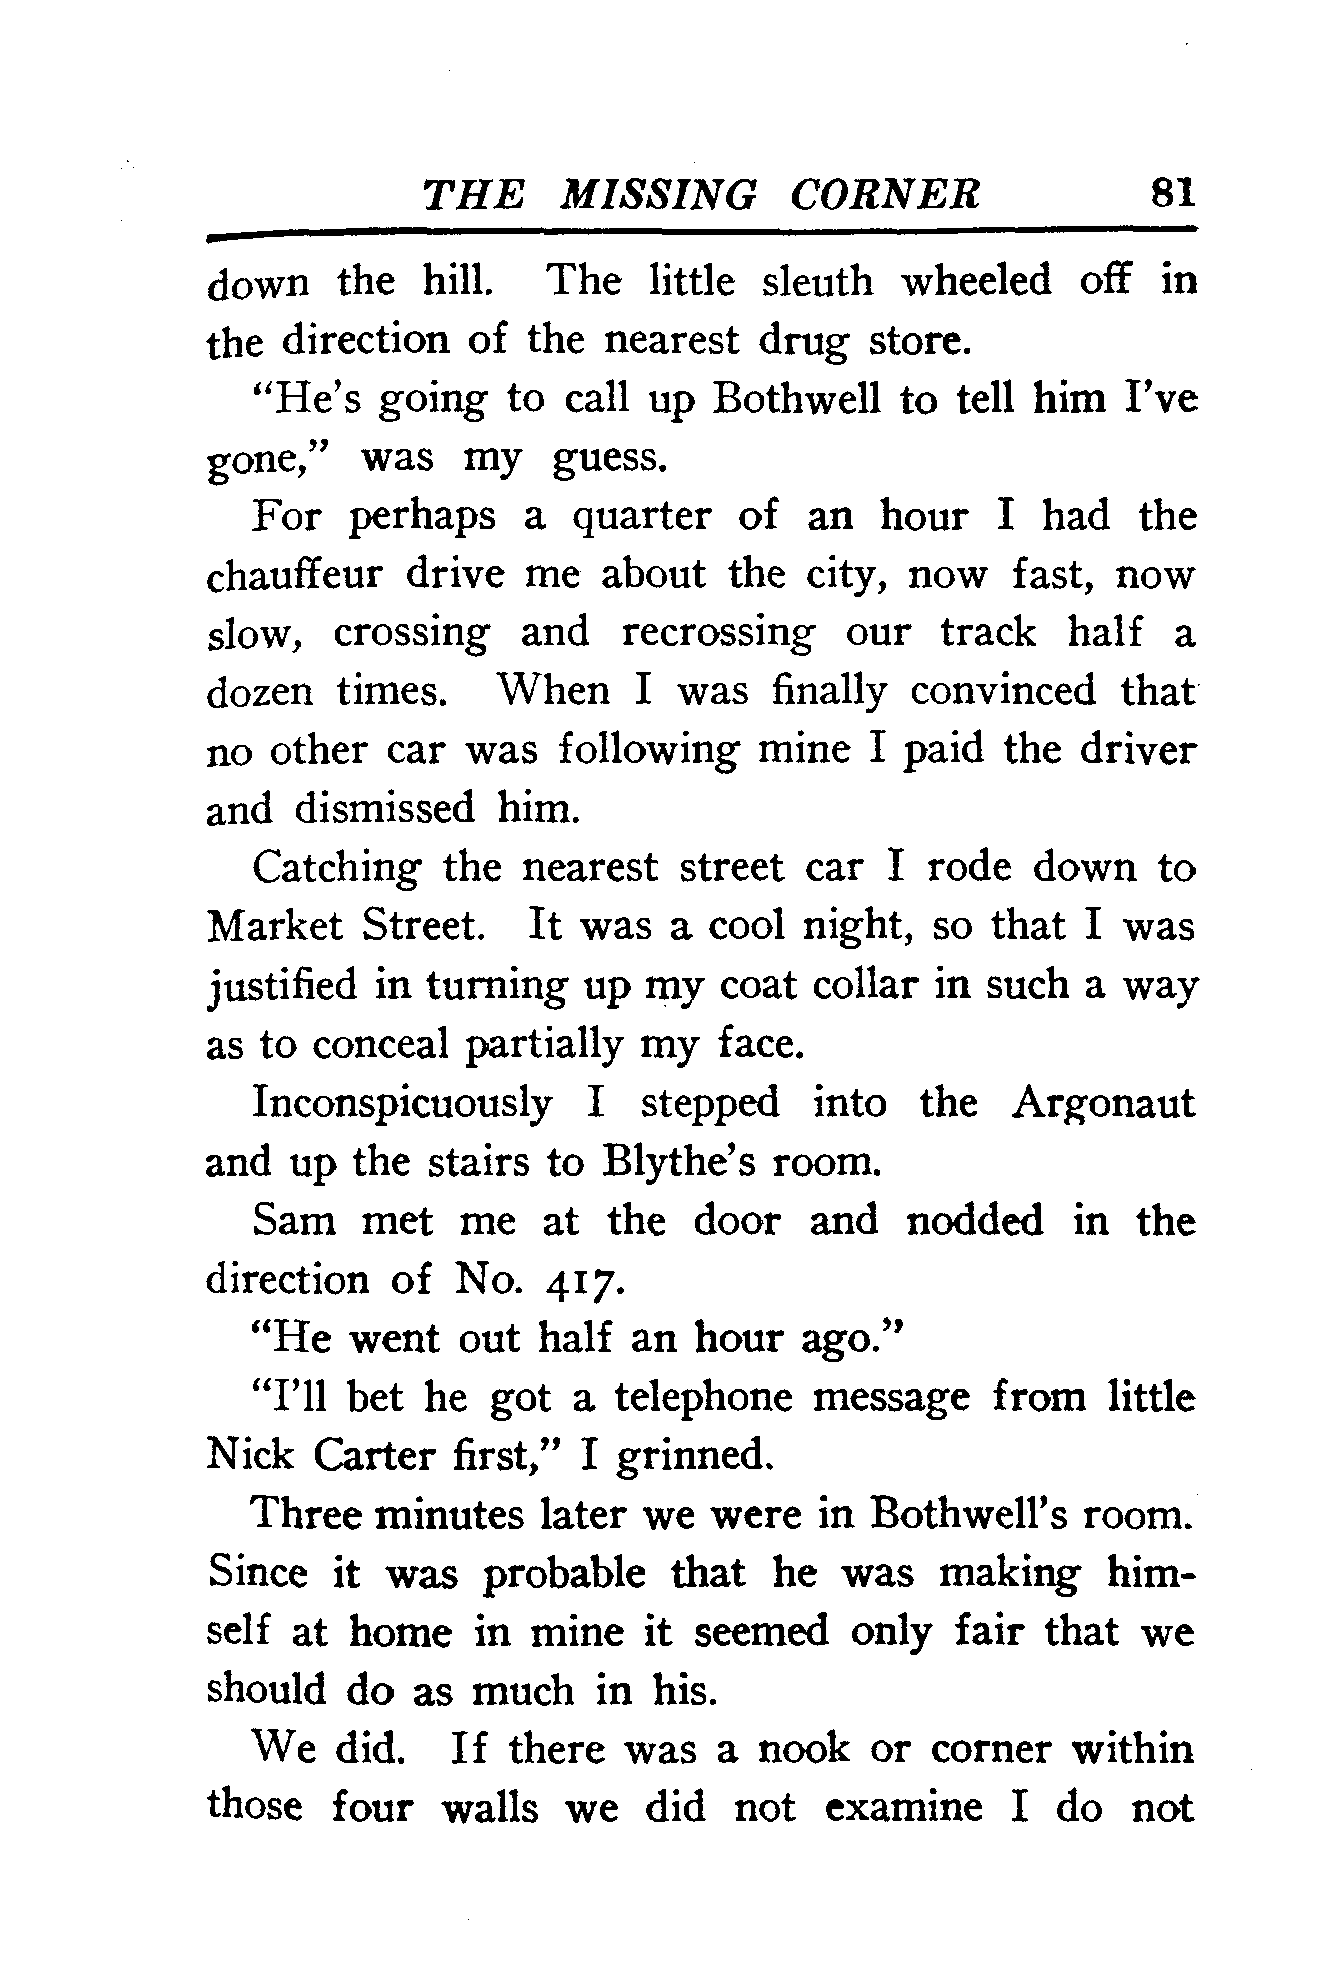 THE MISSING CORNER 81
down the hill. The little sleuth wheeled off in
the direction of the nearest drug store.
“He’s going to call up Bothwell to tell him I’ve
gone,” was my guess.
For perhaps a quarter of an hour I had the
chauffeur drive me about the city, now fast, now
slow, crossing and recrossing our track half a
dozen times. When I was finally convinced that
no other car was following mine I paid the driver
and dismissed him.
Catching the nearest street car I rode down to
Market Street. It was a cool night, so that I was
justified in turning up my coat collar in such a way
as to conceal partially my face.
Inconspicuously I stepped into the Argonaut
and up the stairs to Blythe’s room.
Sam met me at the door and nodded in the
direction of No. 417.
“He went out half an hour ago.”
“I’ll bet he got a telephone message from little
Nick Carter first,” I grinned.
Three minutes later we were in Bothwell’s room.
Since it was probable that he was making him-
self at home in mine it seemed only fair that we
should do as much in his.
We did. If there was a nook or corner within
those four walls we did not examine I do not